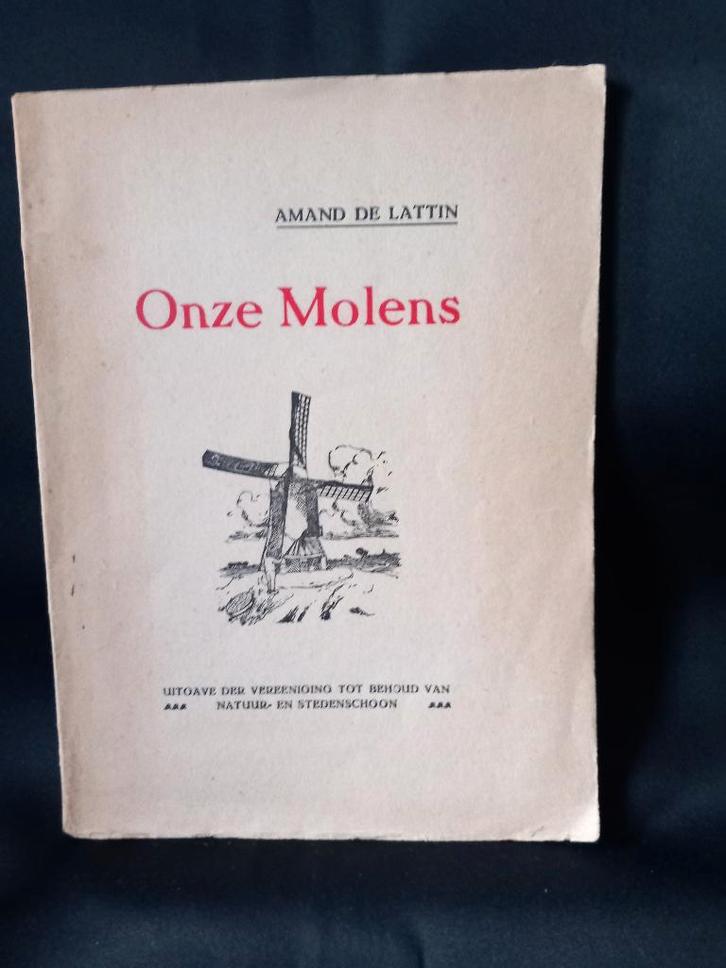 AMAND DE LATTIN
Onze Molens
UITGAVE DER VEREENIGING TOT BEHOUD VAN
NATUUR- EN STEDENSCHOON